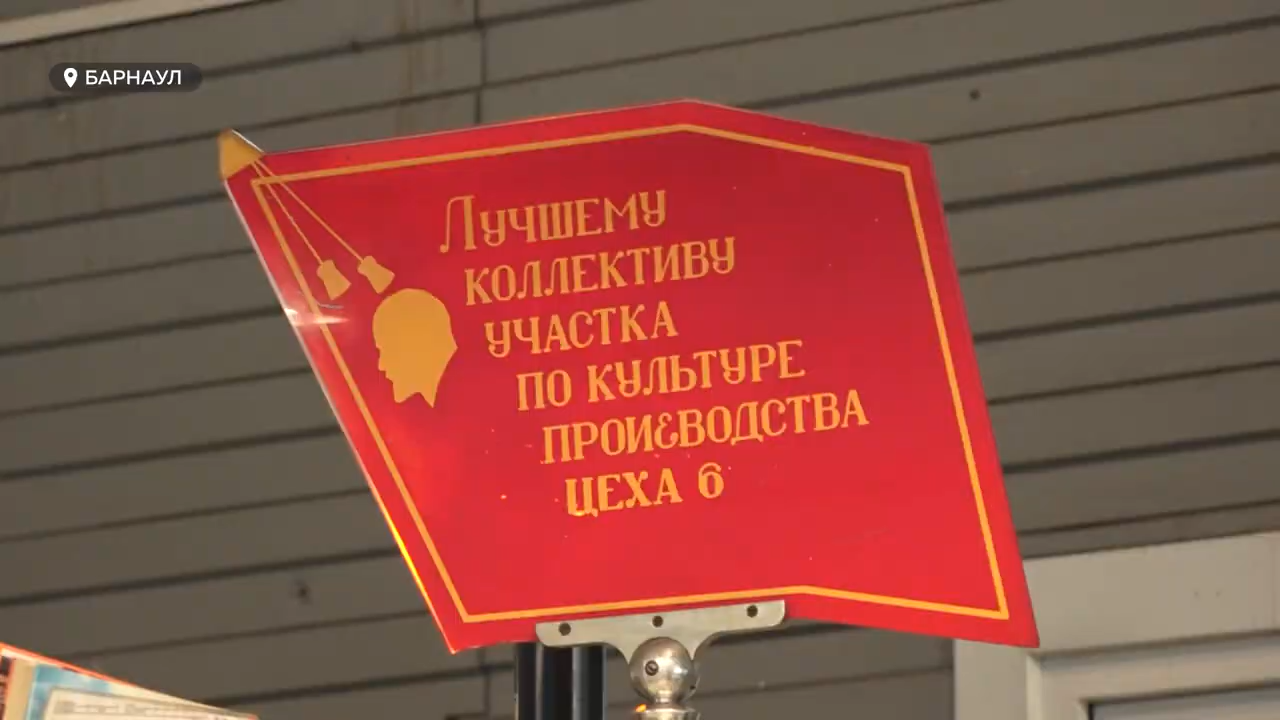 БАРНАУЛ
Лучшему
коллективу
участка
по культуре
производства
цеха 6